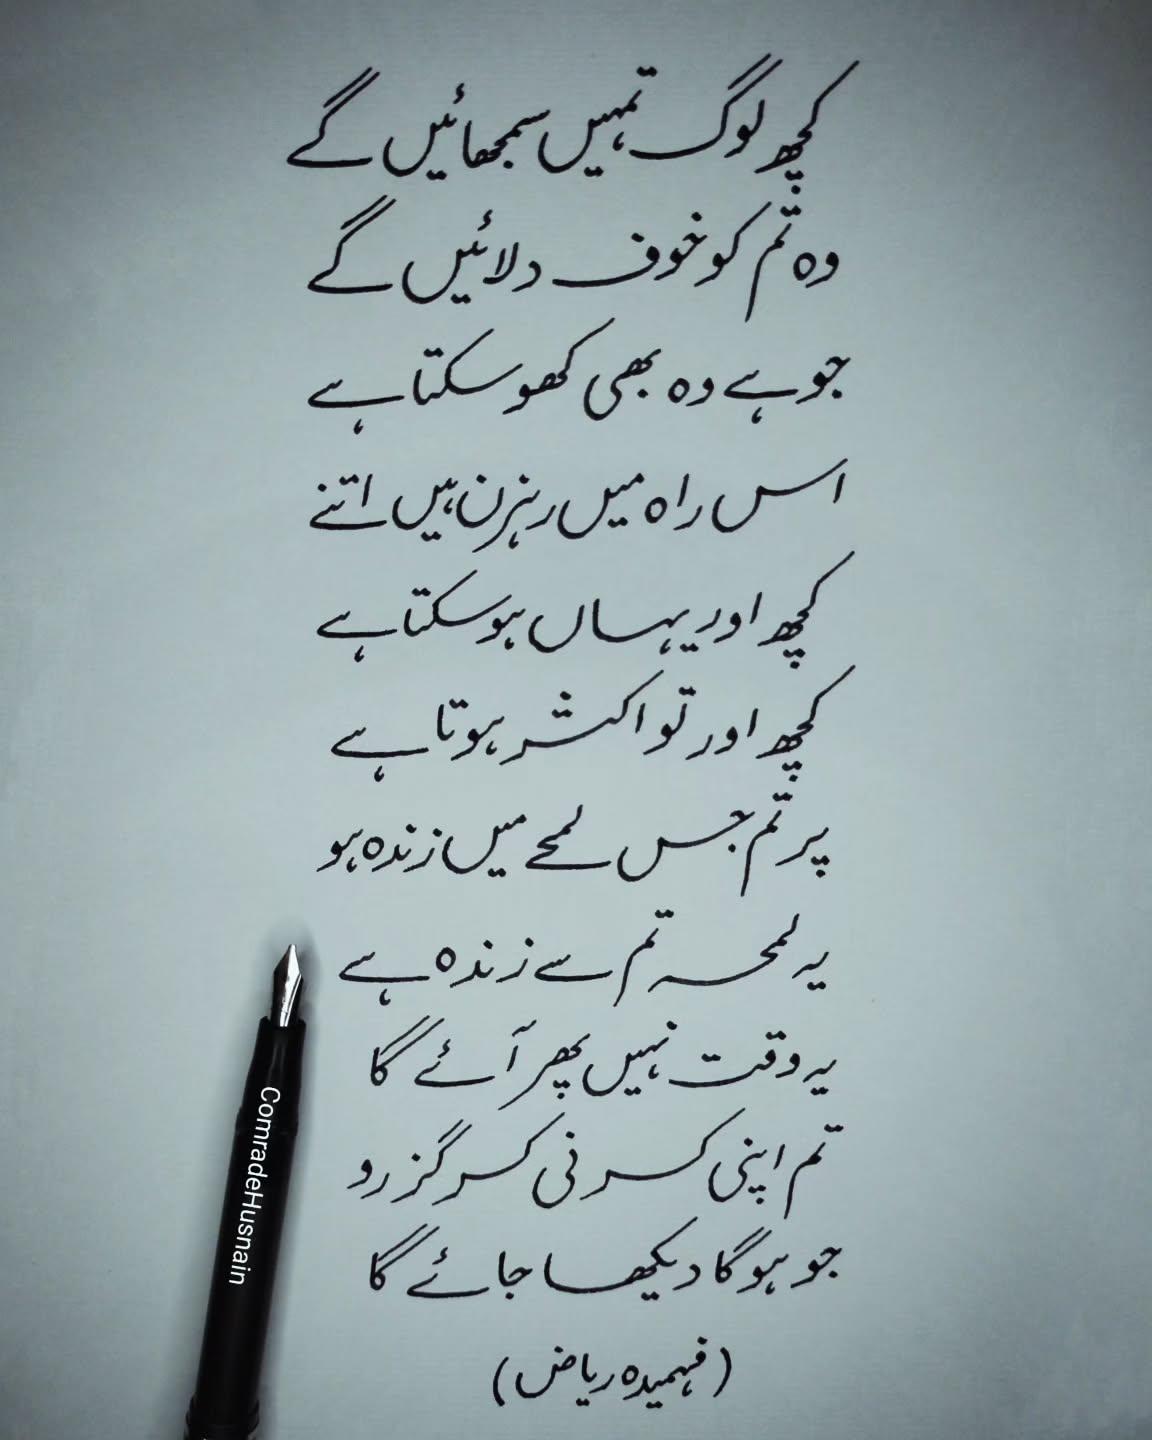 کچھ لوگ تمہیں سمجھائیں گے
وہ تم کو خوف دلائیں گے
جو ہے وہ بھی کھو سکتا ہے
اس راہ میں رہزن ہیں اتنے
کچھ اور یہاں ہو سکتا ہے
کچھ اور تو اکثر ہوتا ہے
پر تم جس لمحے میں زندہ ہو
یہ لمحہ تم سے زندہ ہے
یہ وقت نہیں پھر آئے گا
تم اپنی کرنی کر گزرو
جو ہوگا دیکھا جائے گا
(فہمیدہ ریاض)
ComradeHusnain